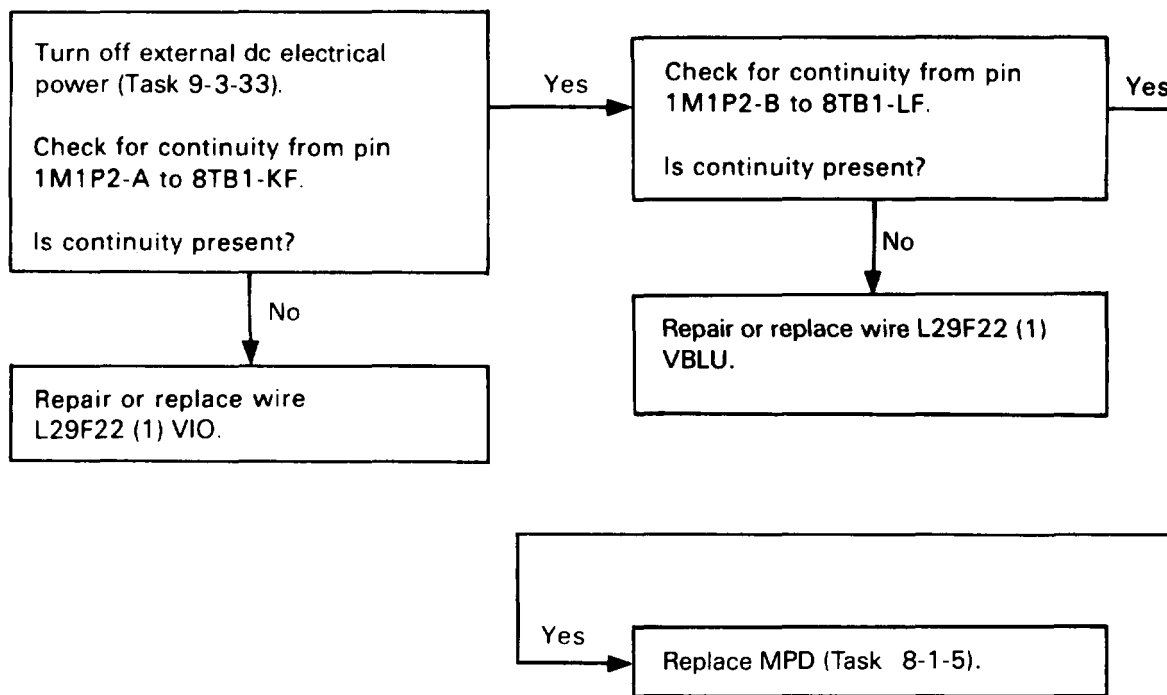 Turn off external dc electrical
power (Task 9-3-33).
Check for continuity from pin
1M1P2-A to 8TB1-KF.
Is continuity present?
Yes
Check for continuity from pin
1M1P2-B to 8TB1-LF.
Is continuity present?
Yes
No
No
Repair or replace wire
L29F22 (1) VIO.
Repair or replace wire L29F22 (1)
VBLU.
Yes
Replace MPD (Task 8-1-5).